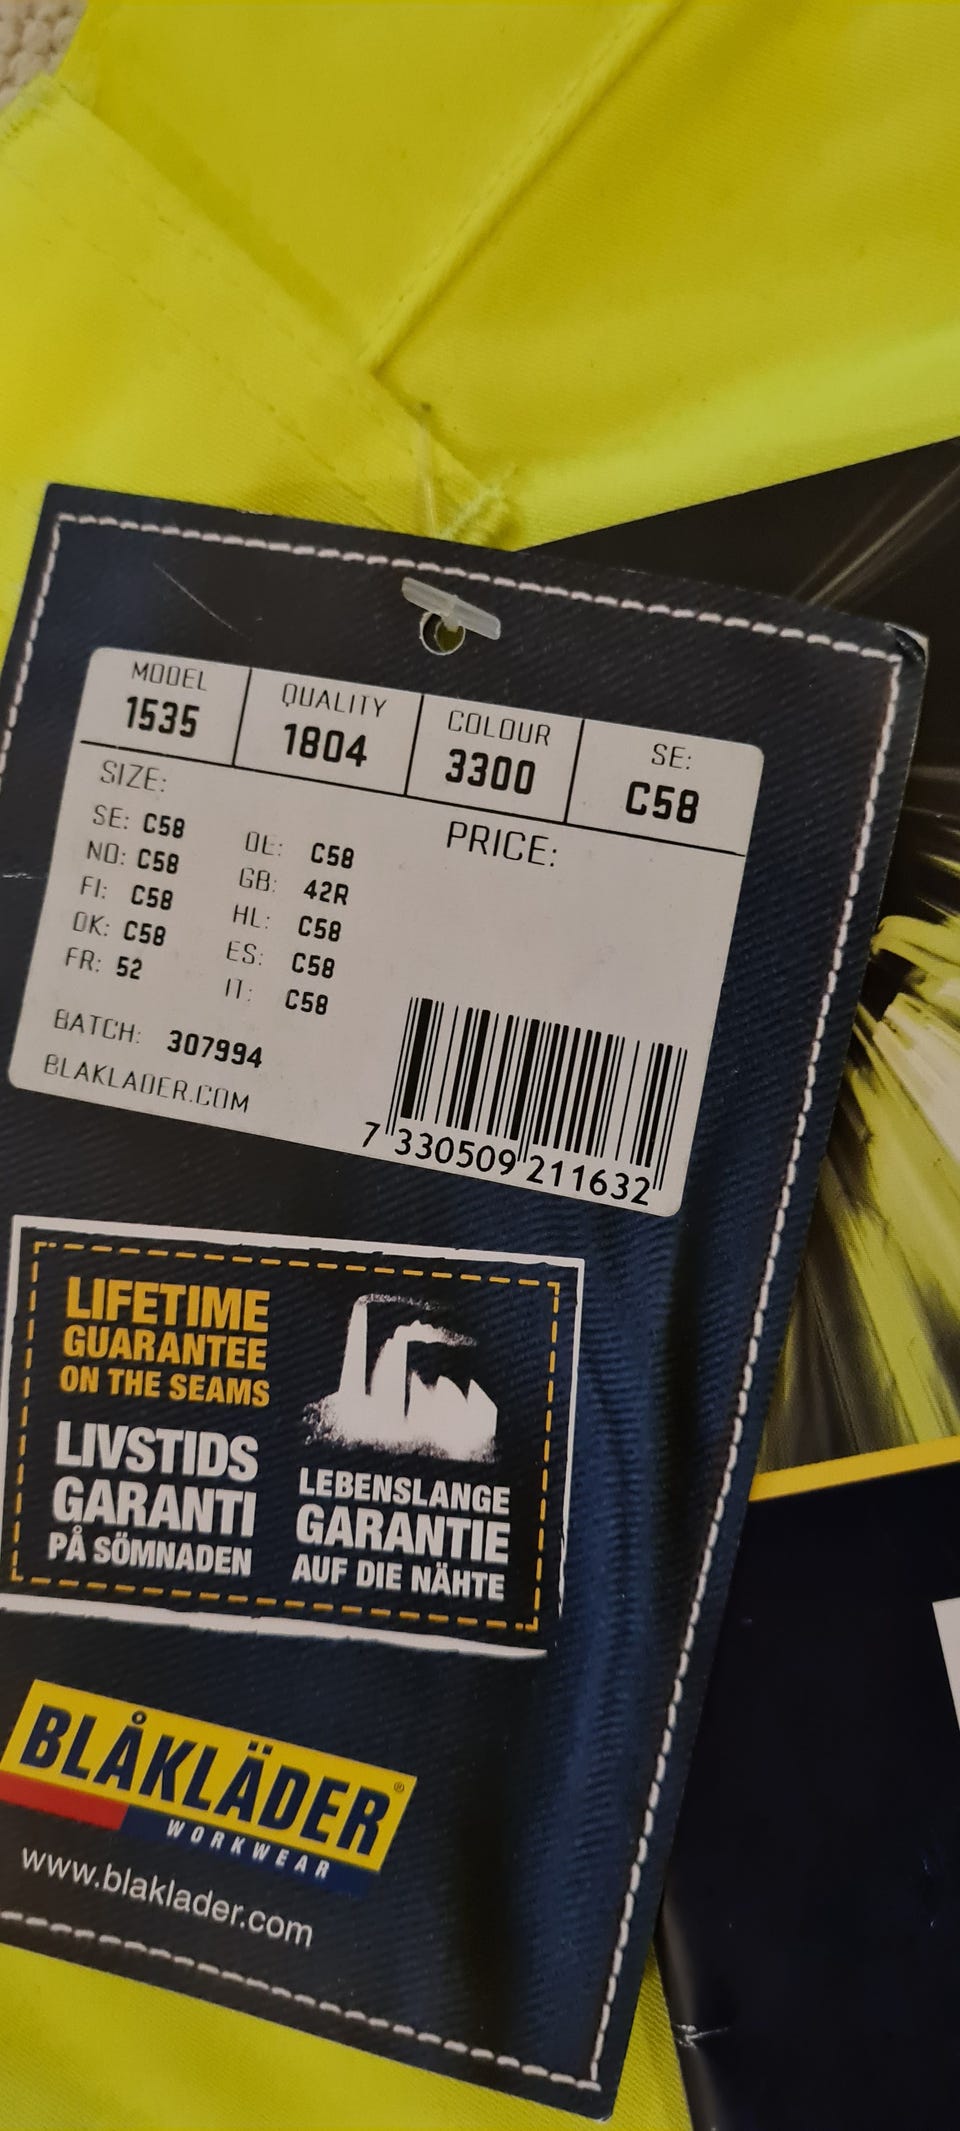 MODEL
1535
QUALITY
1804
COLOUR
3300
SE:
C58
SIZE:
SE: C58
NO: C58
FI: C58
DK: C58
FR: 52
DE: C58
GB: 42R
HL: C58
ES: C58
IT: C58
PRICE:
BATCH: 307994
BLAKLADER.COM
7 330509 211632
LIFETIME
GUARANTEE
ON THE SEAMS
LIVSTIDS
GARANTI
PÅ SÖMNADEN
LEBENSLANGE
GARANTIE
AUF DIE NÄHTE
BLÅKLÄDER®
WORKWEAR
www.blaklader.com